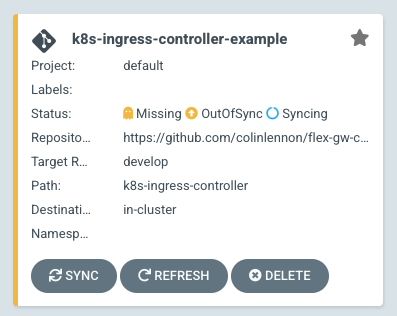 k8s-ingress-controller-example
Project: default
Labels:
Status: Missing OutOfSync Syncing
Reposito... https://github.com/colinlennon/flex-gw-c...
Target R... develop
Path: k8s-ingress-controller
Destinati... in-cluster
Namesp...
SYNC REFRESH DELETE